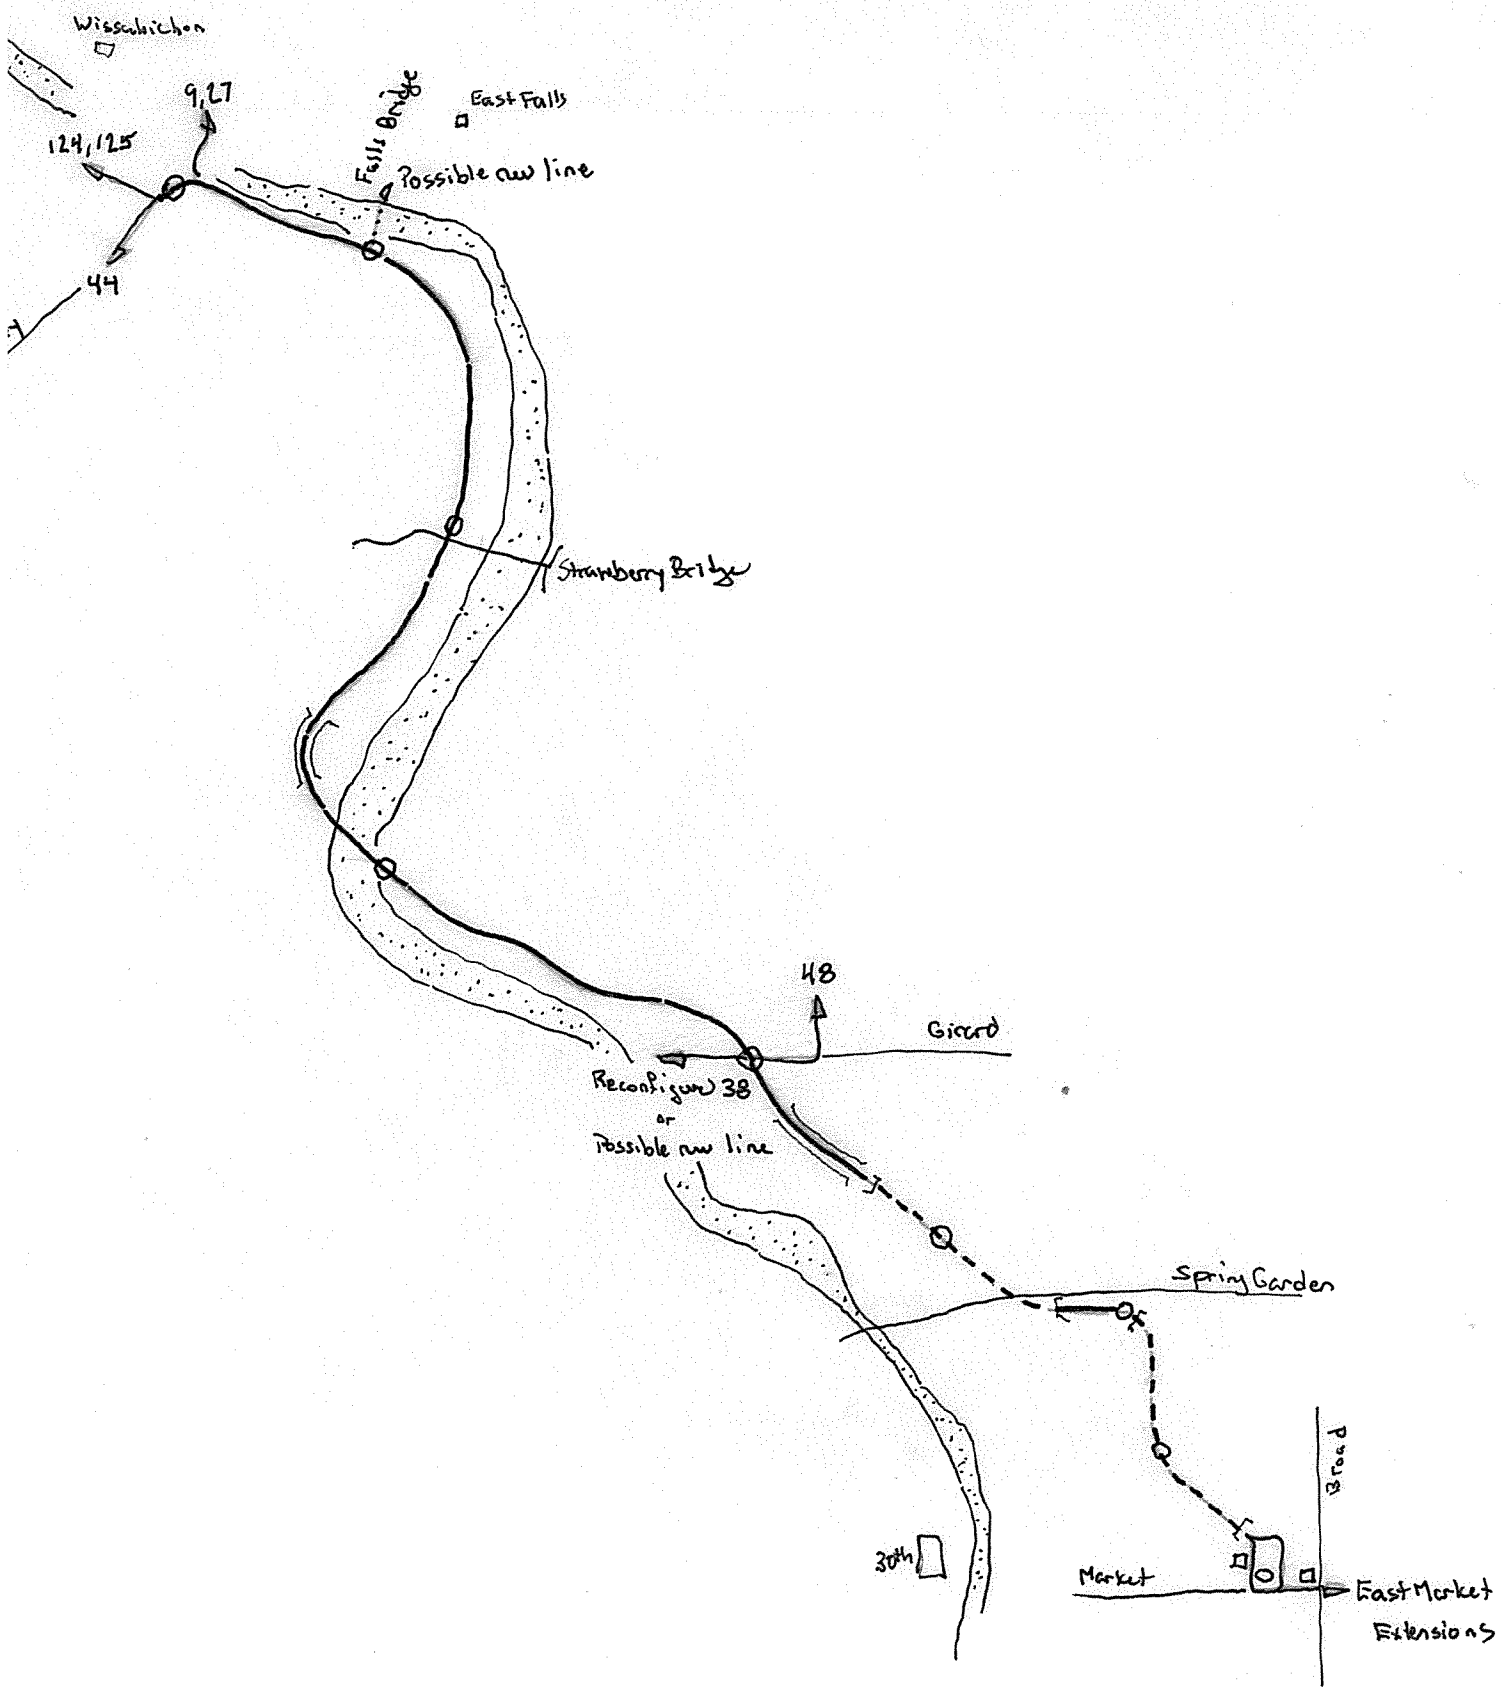 Wissahickon
9,27
Falls Bridge
East Falls
124,125
Possible new line
44
Strawberry Bridge
48
Girard
Reconfigure 38
or
Possible new line
Spring Garden
Broad
30th
Market
East Market
Extensions